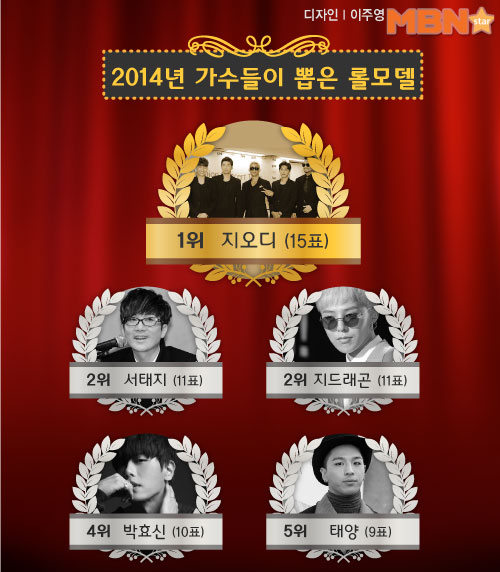 디자인 | 이주영 MBN star
2014년 가수들이 뽑은 롤모델
1위 지오디 (15표)
2위 서태지 (11표)
2위 지드래곤 (11표)
4위 박효신 (10표)
5위 태양 (9표)